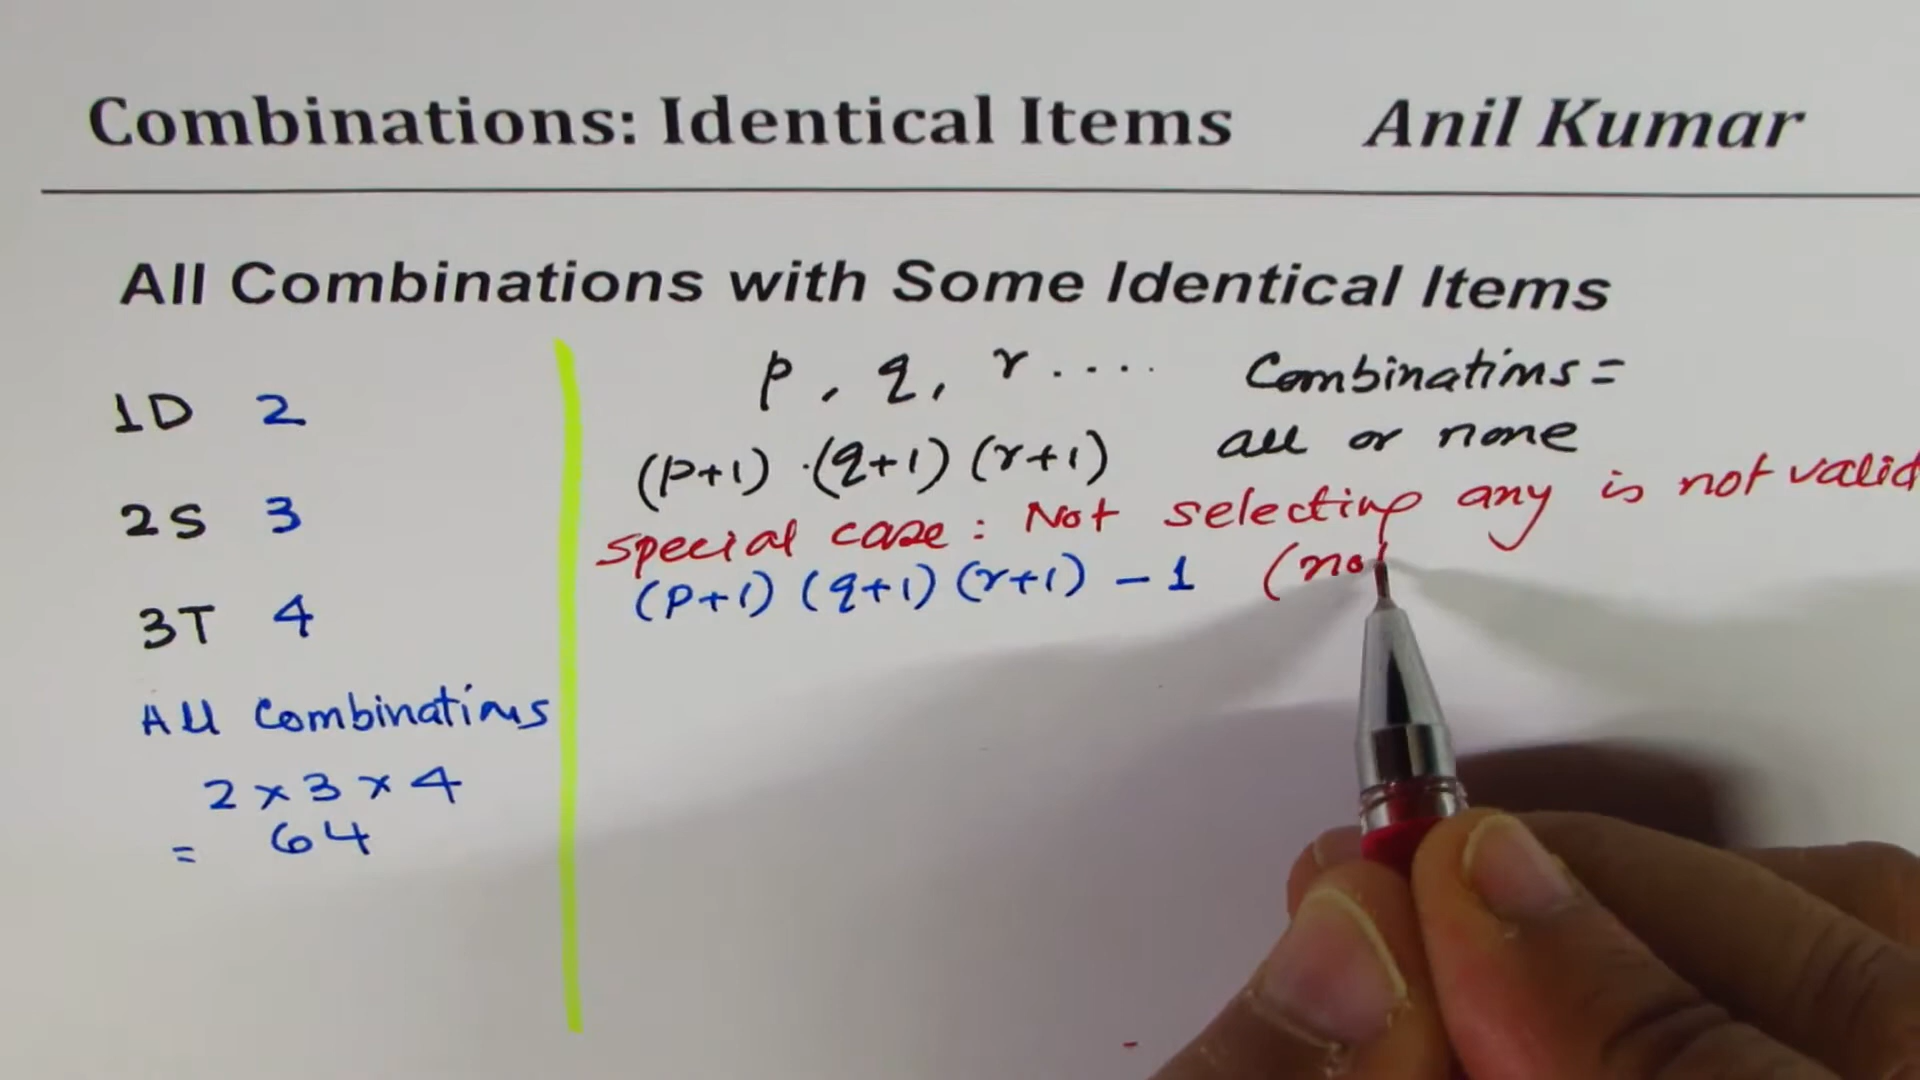 Combinations: Identical Items Anil Kumar
All Combinations with Some Identical Items
1D 2
2S 3
3T 4
All Combinations
2 x 3 x 4
= 64
p, q, r .... Combinations =
(p+1) ·(q+1) (r+1) all or none
special case: Not selecting any is not valid
(p+1) (q+1) (r+1) - 1 (not